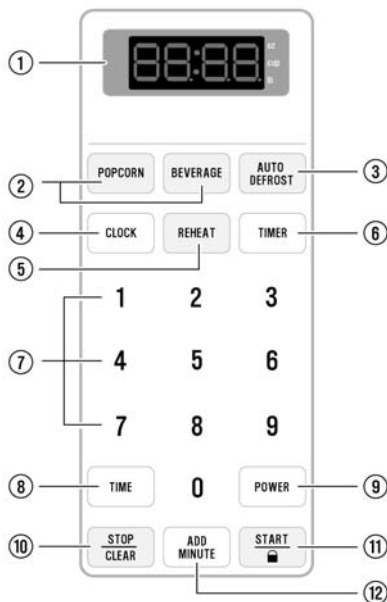 ①
88:88
oz
cup
lb
②
POPCORN
BEVERAGE
AUTO
DEFROST
③
④
CLOCK
REHEAT
TIMER
⑥
⑤
1 2 3
⑦
4 5 6
7 8 9
⑧
TIME
0
POWER
⑨
⑩
STOP
CLEAR
ADD
MINUTE
START
⑪
⑫